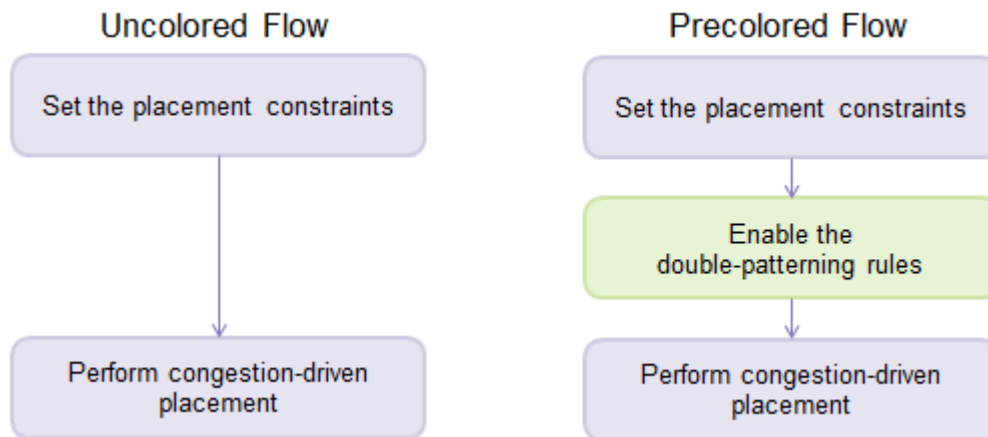 Uncolored Flow
Set the placement constraints
Perform congestion-driven
placement
Precolored Flow
Set the placement constraints
Enable the
double-patterning rules
Perform congestion-driven
placement